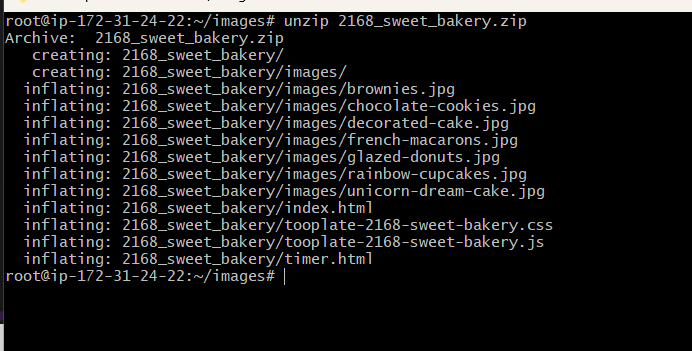 root@ip-172-31-24-22:~/images# unzip 2168_sweet_bakery.zip
Archive:  2168_sweet_bakery.zip
   creating: 2168_sweet_bakery/
   creating: 2168_sweet_bakery/images/
  inflating: 2168_sweet_bakery/images/brownies.jpg
  inflating: 2168_sweet_bakery/images/chocolate-cookies.jpg
  inflating: 2168_sweet_bakery/images/decorated-cake.jpg
  inflating: 2168_sweet_bakery/images/french-macarons.jpg
  inflating: 2168_sweet_bakery/images/glazed-donuts.jpg
  inflating: 2168_sweet_bakery/images/rainbow-cupcakes.jpg
  inflating: 2168_sweet_bakery/images/unicorn-dream-cake.jpg
  inflating: 2168_sweet_bakery/index.html
  inflating: 2168_sweet_bakery/tooplate-2168-sweet-bakery.css
  inflating: 2168_sweet_bakery/tooplate-2168-sweet-bakery.js
  inflating: 2168_sweet_bakery/timer.html
root@ip-172-31-24-22:~/images#